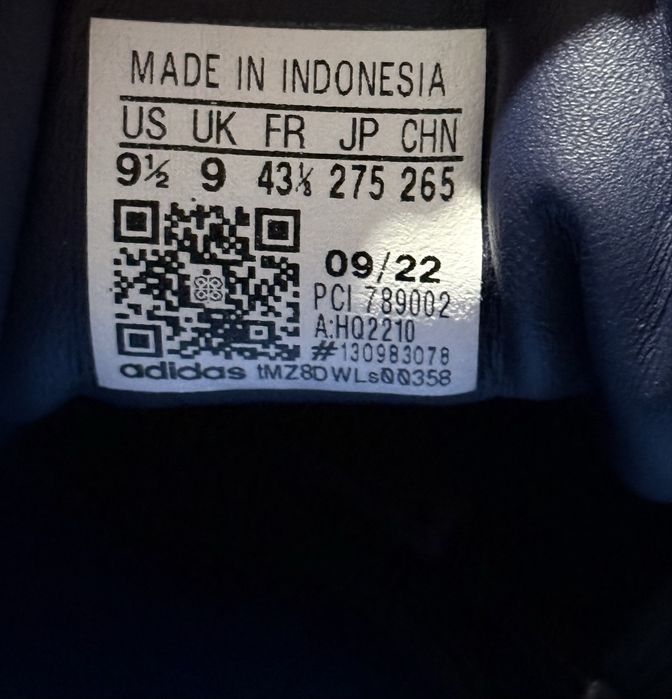 MADE IN INDONESIA
US UK FR JP CHN
9½ 9 43⅓ 275 265
09/22
PCI 789002
A:HQ2210
#130983078
adidas tMZ8DWLs00358